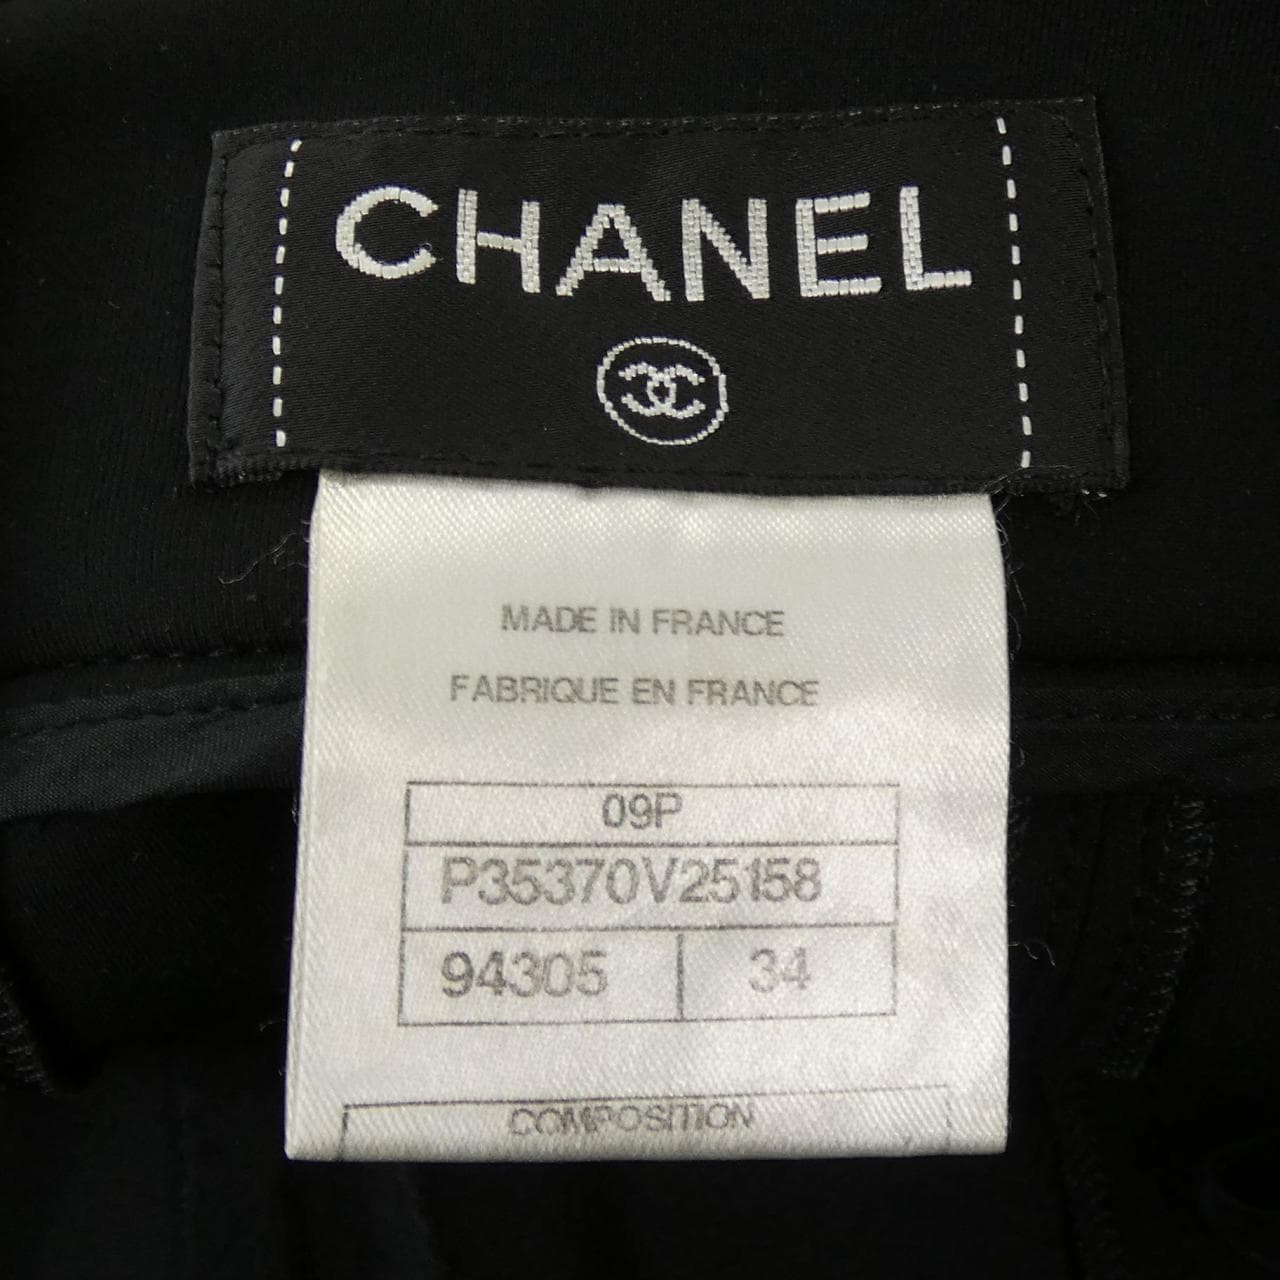 CHANEL
MADE IN FRANCE
FABRIQUE EN FRANCE
09P
P35370V25158
94305 34
COMPOSITION